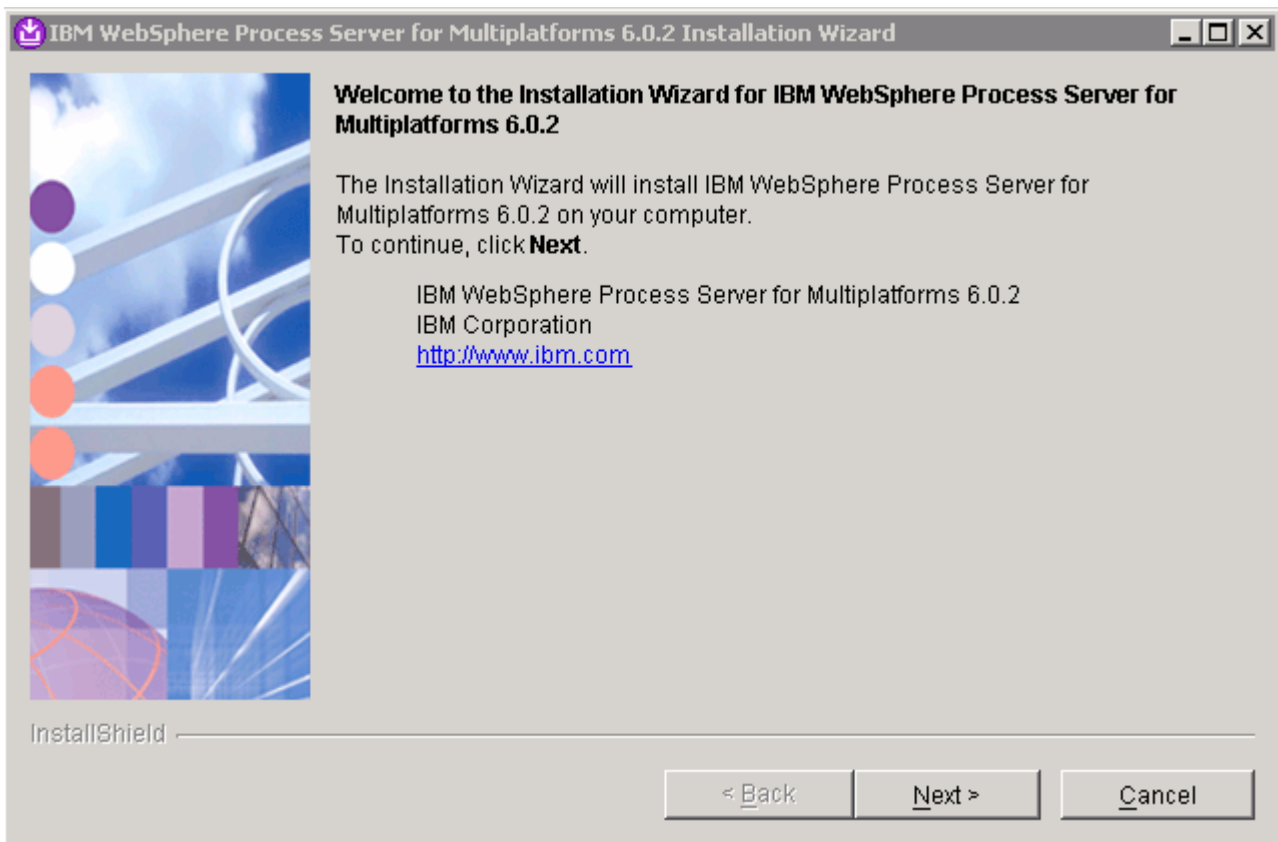 IBM WebSphere Process Server for Multiplatforms 6.0.2 Installation Wizard
Welcome to the Installation Wizard for IBM WebSphere Process Server for
Multiplatforms 6.0.2
The Installation Wizard will install IBM WebSphere Process Server for
Multiplatforms 6.0.2 on your computer.
To continue, click Next.
IBM WebSphere Process Server for Multiplatforms 6.0.2
IBM Corporation
http://www.ibm.com
InstallShield
< Back
Next >
Cancel